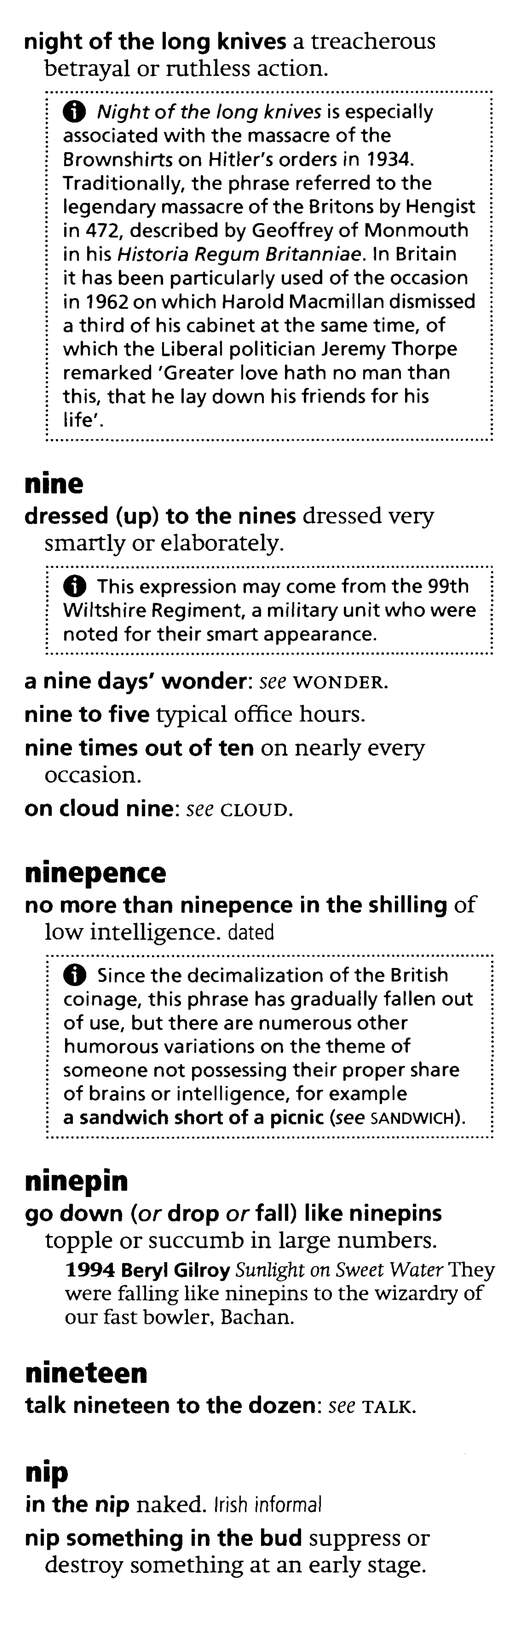 night of the long knives a treacherous
betrayal or ruthless action.
Night of the long knives is especially
associated with the massacre of the
Brownshirts on Hitler's orders in 1934.
Traditionally, the phrase referred to the
legendary massacre of the Britons by Hengist
in 472, described by Geoffrey of Monmouth
in his Historia Regum Britanniae. In Britain
it has been particularly used of the occasion
in 1962 on which Harold Macmillan dismissed
a third of his cabinet at the same time, of
which the Liberal politician Jeremy Thorpe
remarked 'Greater love hath no man than
this, that he lay down his friends for his
life'.
nine
dressed (up) to the nines dressed very
smartly or elaborately.
This expression may come from the 99th
Wiltshire Regiment, a military unit who were
noted for their smart appearance.
a nine days' wonder: see WONDER.
nine to five typical office hours.
nine times out of ten on nearly every
occasion.
on cloud nine: see CLOUD.
ninepence
no more than ninepence in the shilling of
low intelligence. dated
Since the decimalization of the British
coinage, this phrase has gradually fallen out
of use, but there are numerous other
humorous variations on the theme of
someone not possessing their proper share
of brains or intelligence, for example
a sandwich short of a picnic (see SANDWICH).
ninepin
go down (or drop or fall) like ninepins
topple or succumb in large numbers.
1994 Beryl Gilroy Sunlight on Sweet Water They
were falling like ninepins to the wizardry of
our fast bowler, Bachan.
nineteen
talk nineteen to the dozen: see TALK.
nip
in the nip naked. Irish informal
nip something in the bud suppress or
destroy something at an early stage.